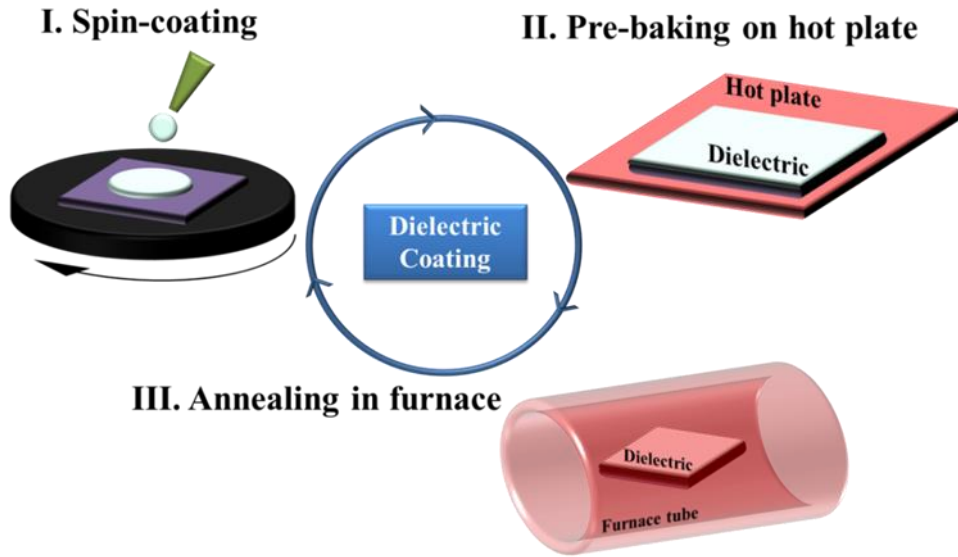 I. Spin-coating
II. Pre-baking on hot plate
Hot plate
Dielectric
Dielectric
Coating
III. Annealing in furnace
Dielectric
Furnace tube